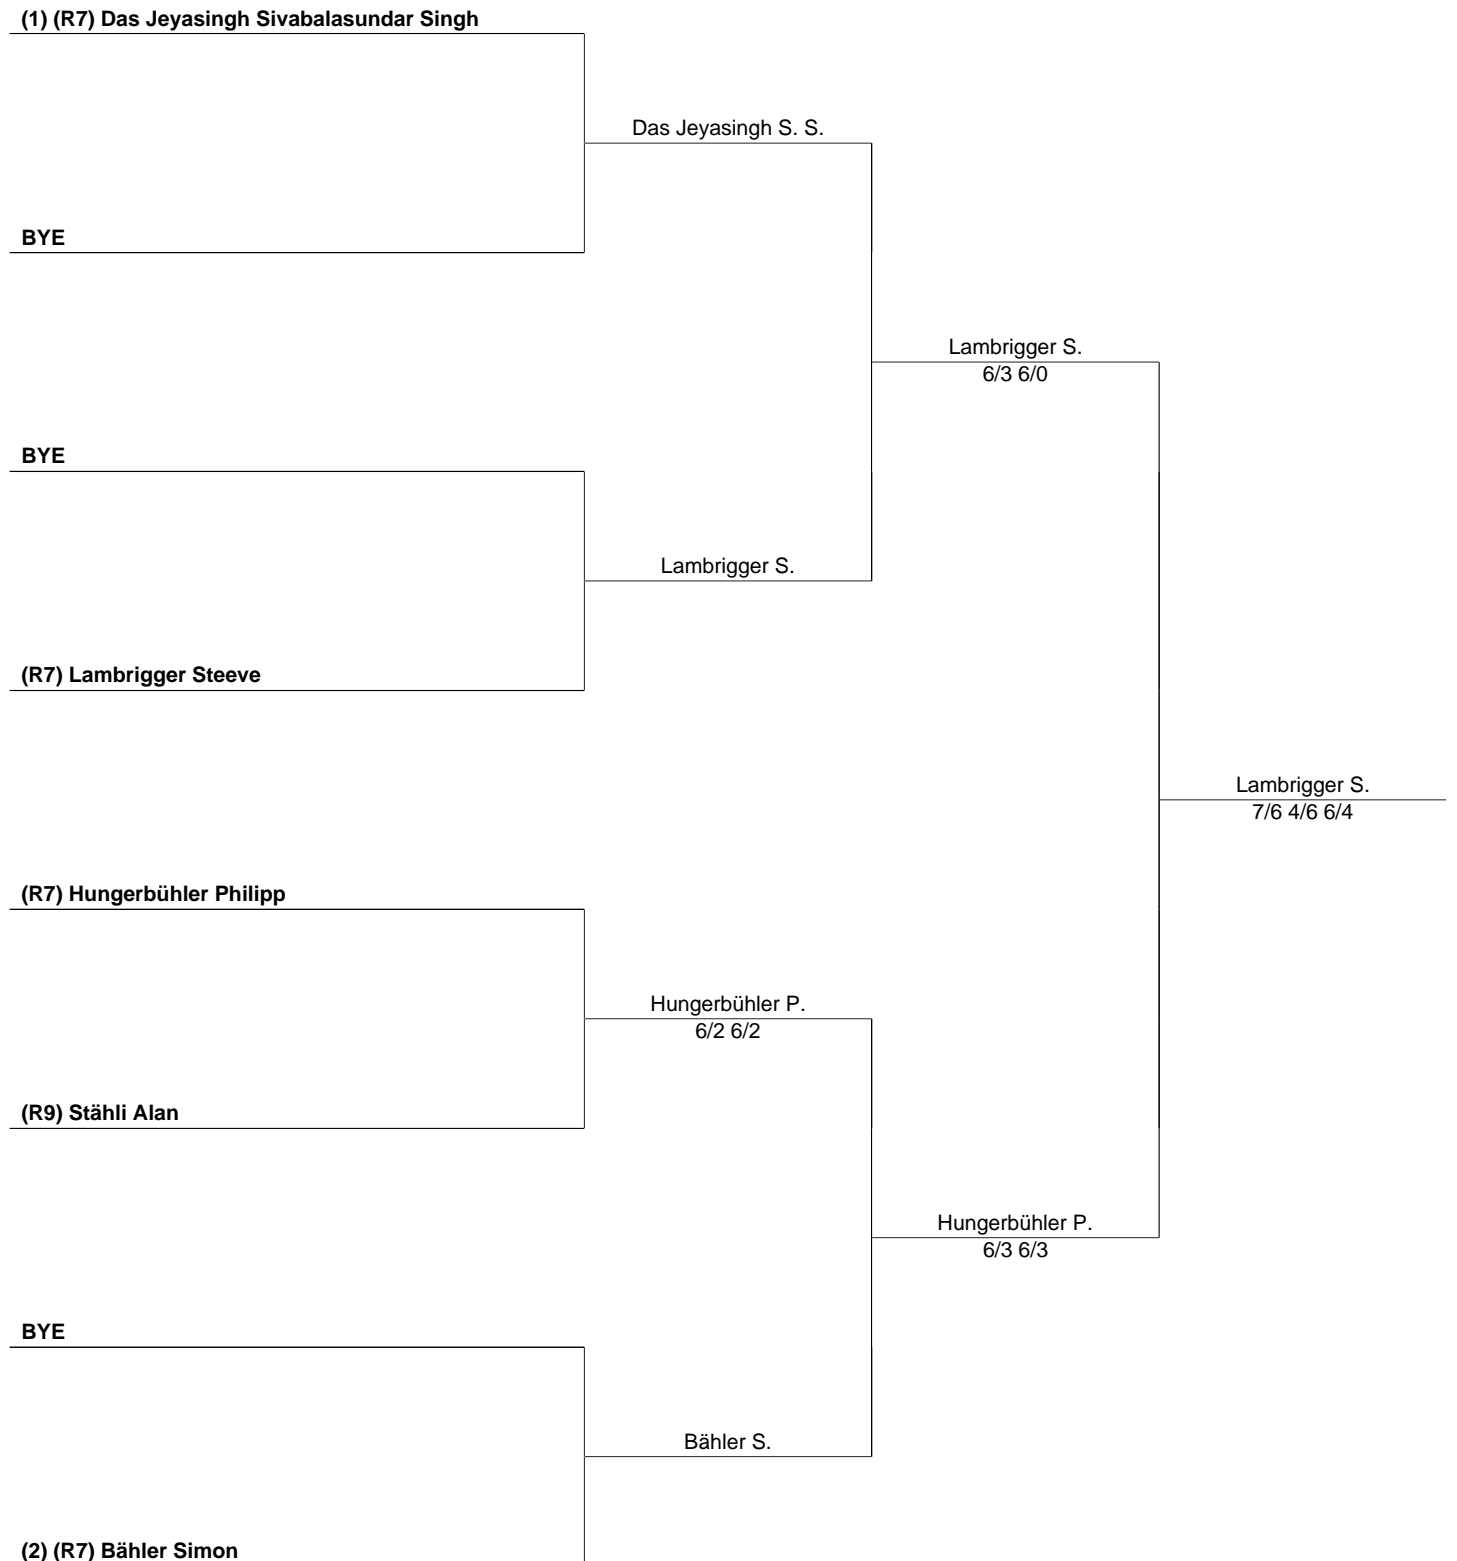 (1) (R7) Das Jeyasingh Sivabalasundar Singh
Das Jeyasingh S. S.
BYE
Lambrigger S.
6/3 6/0
BYE
Lambrigger S.
(R7) Lambrigger Steeve
Lambrigger S.
7/6 4/6 6/4
(R7) Hungerbühler Philipp
Hungerbühler P.
6/2 6/2
(R9) Stähli Alan
Hungerbühler P.
6/3 6/3
BYE
Bähler S.
(2) (R7) Bähler Simon